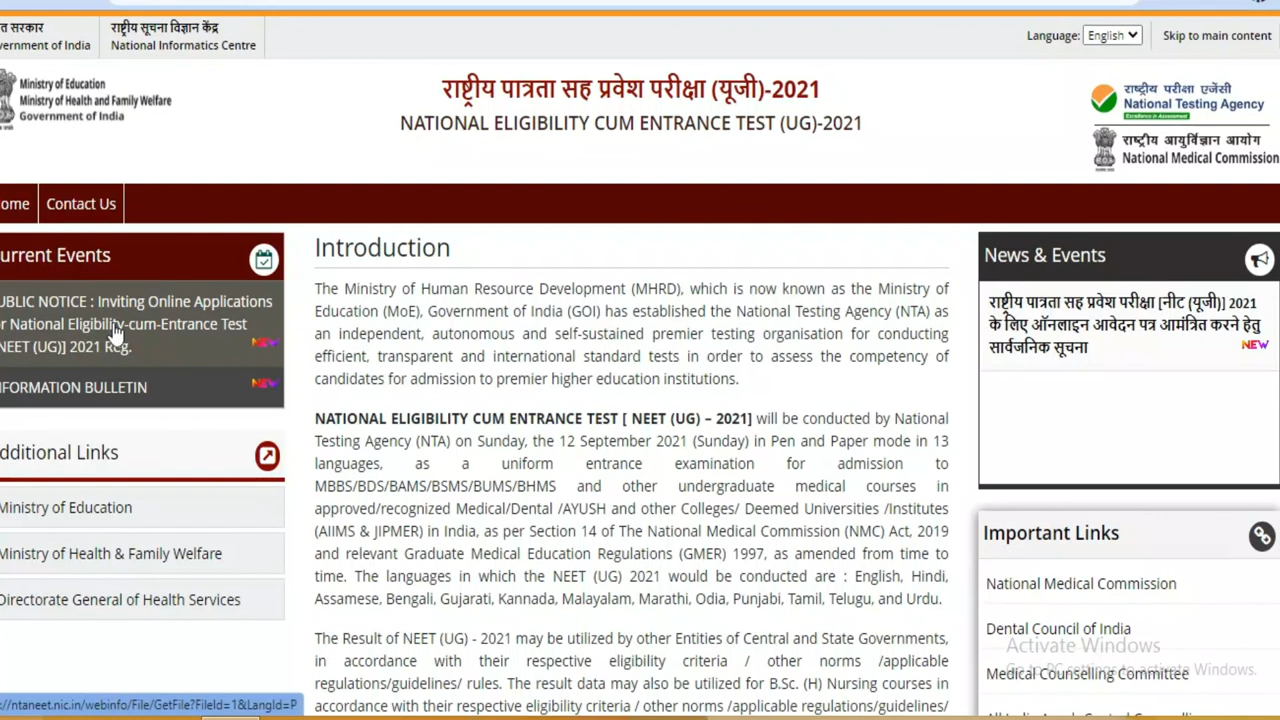 त सरकार
vernment of India
राष्ट्रीय सूचना विज्ञान केंद्र
National Informatics Centre
Language: English
Skip to main content
Ministry of Education
Ministry of Health and Family Welfare
Government of India
राष्ट्रीय पात्रता सह प्रवेश परीक्षा (यूजी)-2021
NATIONAL ELIGIBILITY CUM ENTRANCE TEST (UG)-2021
राष्ट्रीय परीक्षा एजेंसी
National Testing Agency
Excellence in Assessment
राष्ट्रीय आयुर्विज्ञान आयोग
National Medical Commission
ome
Contact Us
urrent Events
UBLIC NOTICE : Inviting Online Applications
r National Eligibility-cum-Entrance Test
NEET (UG)] 2021 Reg.
NEW
NFORMATION BULLETIN
NEW
dditional Links
Ministry of Education
Ministry of Health & Family Welfare
Directorate General of Health Services
Introduction
The Ministry of Human Resource Development (MHRD), which is now known as the Ministry of
Education (MoE), Government of India (GOI) has established the National Testing Agency (NTA) as
an independent, autonomous and self-sustained premier testing organisation for conducting
efficient, transparent and international standard tests in order to assess the competency of
candidates for admission to premier higher education institutions.
NATIONAL ELIGIBILITY CUM ENTRANCE TEST [ NEET (UG) – 2021] will be conducted by National
Testing Agency (NTA) on Sunday, the 12 September 2021 (Sunday) in Pen and Paper mode in 13
languages, as a uniform entrance examination for admission to
MBBS/BDS/BAMS/BSMS/BUMS/BHMS and other undergraduate medical courses in
approved/recognized Medical/Dental /AYUSH and other Colleges/ Deemed Universities /Institutes
(AIIMS & JIPMER) in India, as per Section 14 of The National Medical Commission (NMC) Act, 2019
and relevant Graduate Medical Education Regulations (GMER) 1997, as amended from time to
time. The languages in which the NEET (UG) 2021 would be conducted are : English, Hindi,
Assamese, Bengali, Gujarati, Kannada, Malayalam, Marathi, Odia, Punjabi, Tamil, Telugu, and Urdu.
The Result of NEET (UG) - 2021 may be utilized by other Entities of Central and State Governments,
in accordance with their respective eligibility criteria / other norms /applicable
regulations/guidelines/ rules. The result data may also be utilized for B.Sc. (H) Nursing courses in
accordance with their respective eligibility criteria / other norms /applicable regulations/guidelines/
News & Events
राष्ट्रीय पात्रता सह प्रवेश परीक्षा [नीट (यूजी)] 2021
के लिए ऑनलाइन आवेदन पत्र आमंत्रित करने हेतु
सार्वजनिक सूचना
NEW
Important Links
National Medical Commission
Dental Council of India
Medical Counselling Committee
Activate Windows
Go to PC settings to activate Windows.
://ntaneet.nic.in/webinfo/File/GetFile?FileId=1&LangId=P